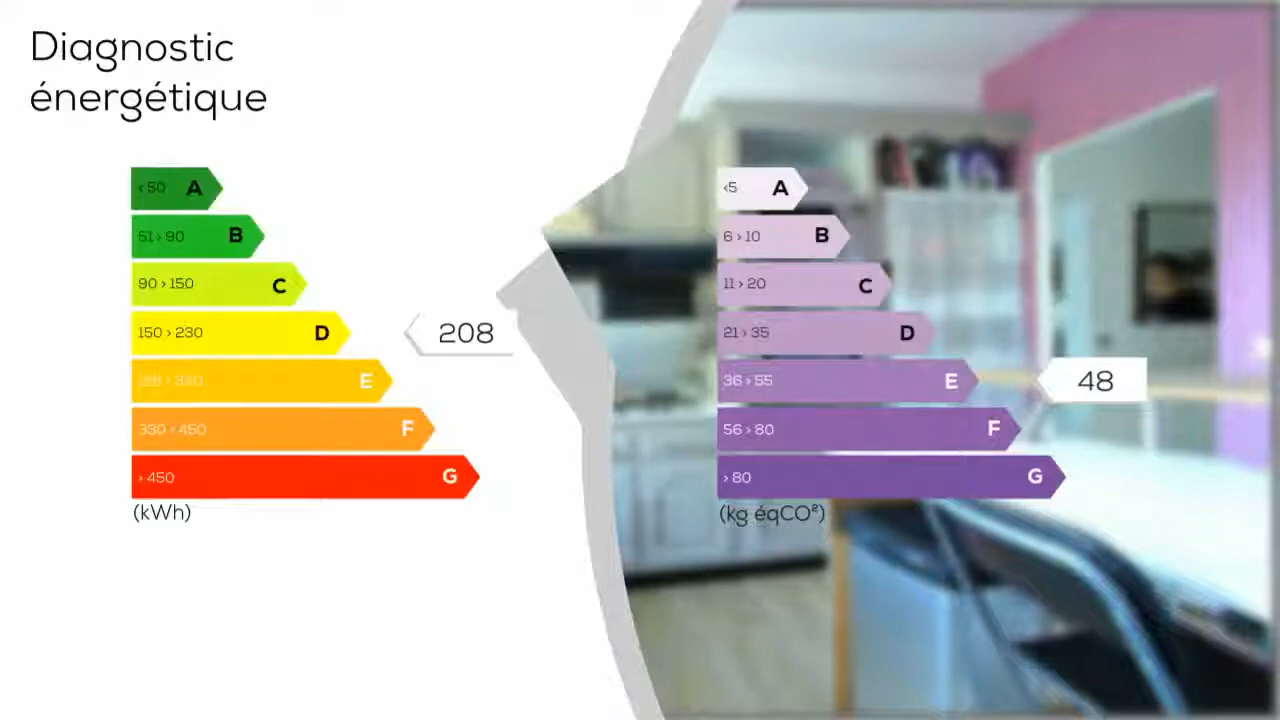 Diagnostic
énergétique
< 50 A
51 > 90 B
90 > 150 C
150 > 230 D
208
E
330 > 450 F
> 450 G
(kWh)
<5 A
6 > 10 B
11 > 20 C
21 > 35 D
36 > 55 E
48
56 > 80 F
> 80 G
(kg éqCO²)